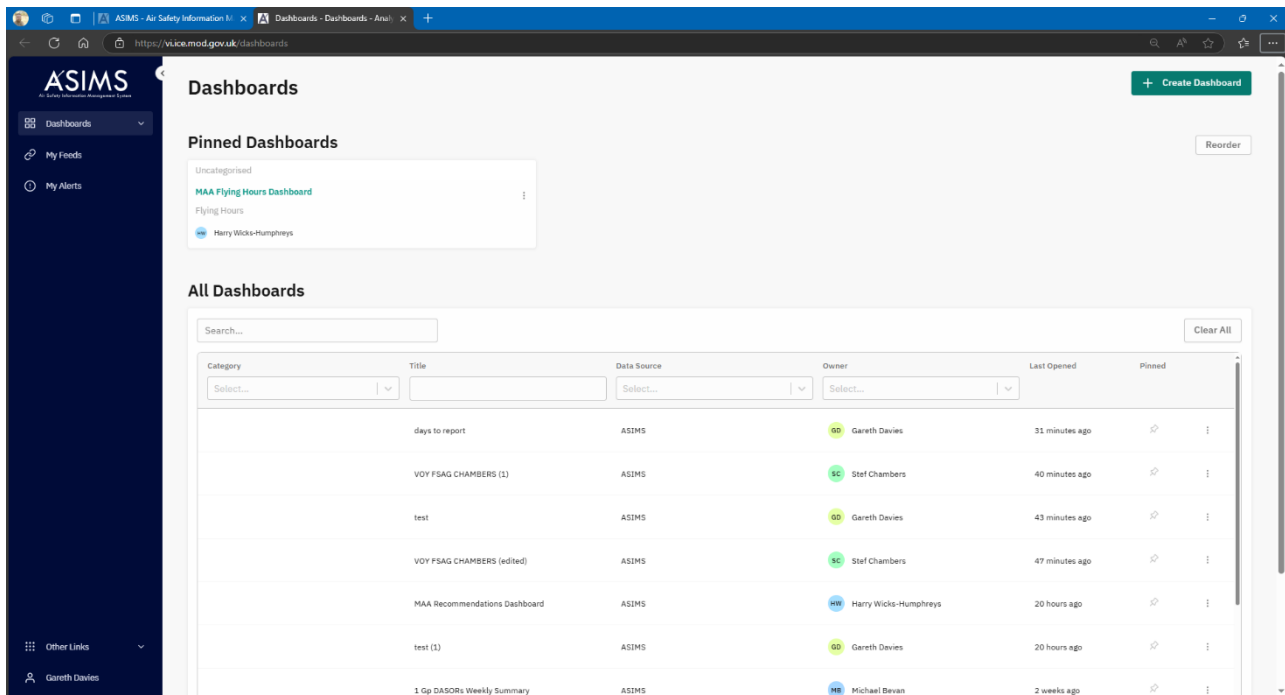 ASIMS - Air Safety Information M
Dashboards - Dashboards - Analy
https://vi.ice.mod.gov.uk/dashboards
ASIMS
Air Safety Information Management System
Dashboards
My Feeds
My Alerts
Other Links
Gareth Davies
Dashboards
+ Create Dashboard
Pinned Dashboards
Reorder
Uncategorised
MAA Flying Hours Dashboard
Flying Hours
HW Harry Wicks-Humphreys
All Dashboards
Search...
Clear All
Category Title Data Source Owner Last Opened Pinned
Select... Select... Select...
days to report ASIMS GD Gareth Davies 31 minutes ago
VOY FSAG CHAMBERS (1) ASIMS SC Stef Chambers 40 minutes ago
test ASIMS GD Gareth Davies 43 minutes ago
VOY FSAG CHAMBERS (edited) ASIMS SC Stef Chambers 47 minutes ago
MAA Recommendations Dashboard ASIMS HW Harry Wicks-Humphreys 20 hours ago
test (1) ASIMS GD Gareth Davies 20 hours ago
1 Gp DASORs Weekly Summary ASIMS MB Michael Bevan 2 weeks ago